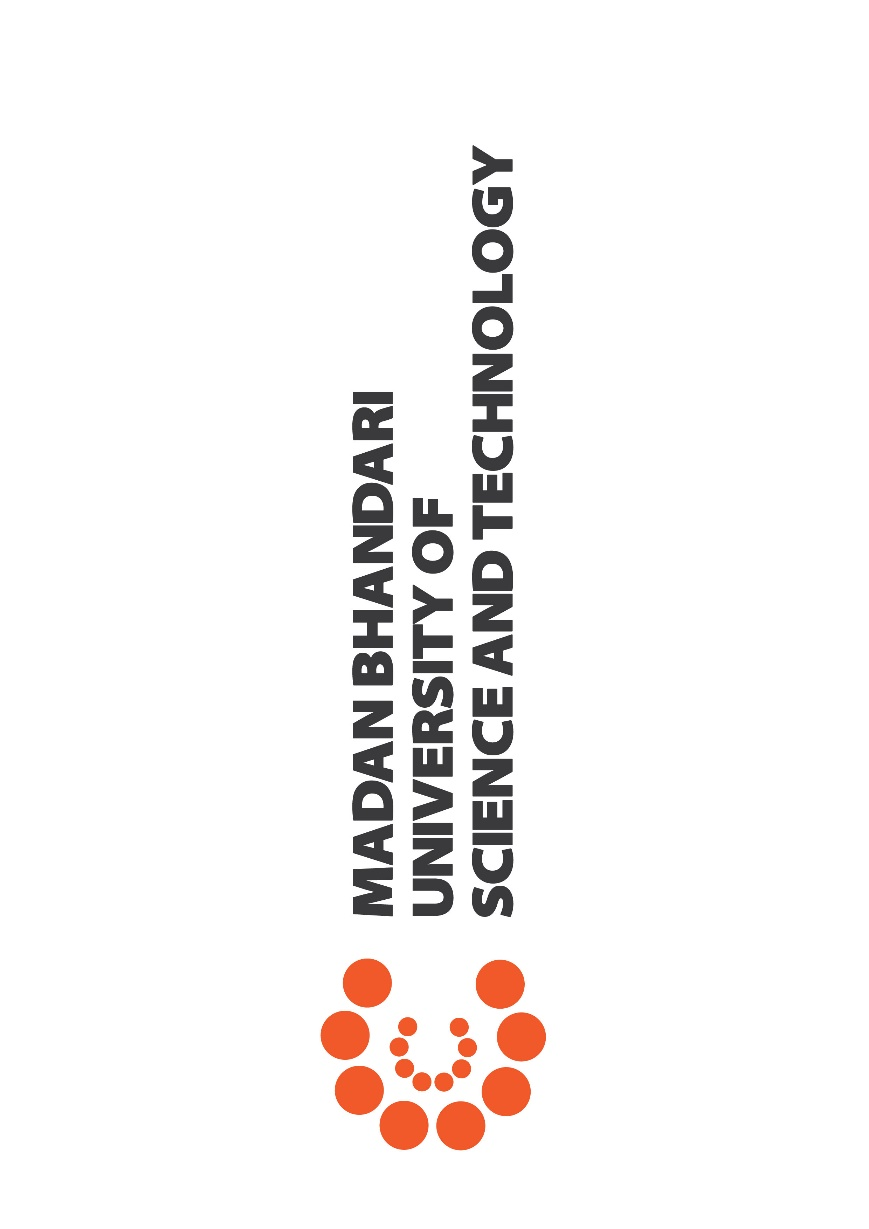 MADAN BHANDARI
UNIVERSITY OF
SCIENCE AND TECHNOLOGY